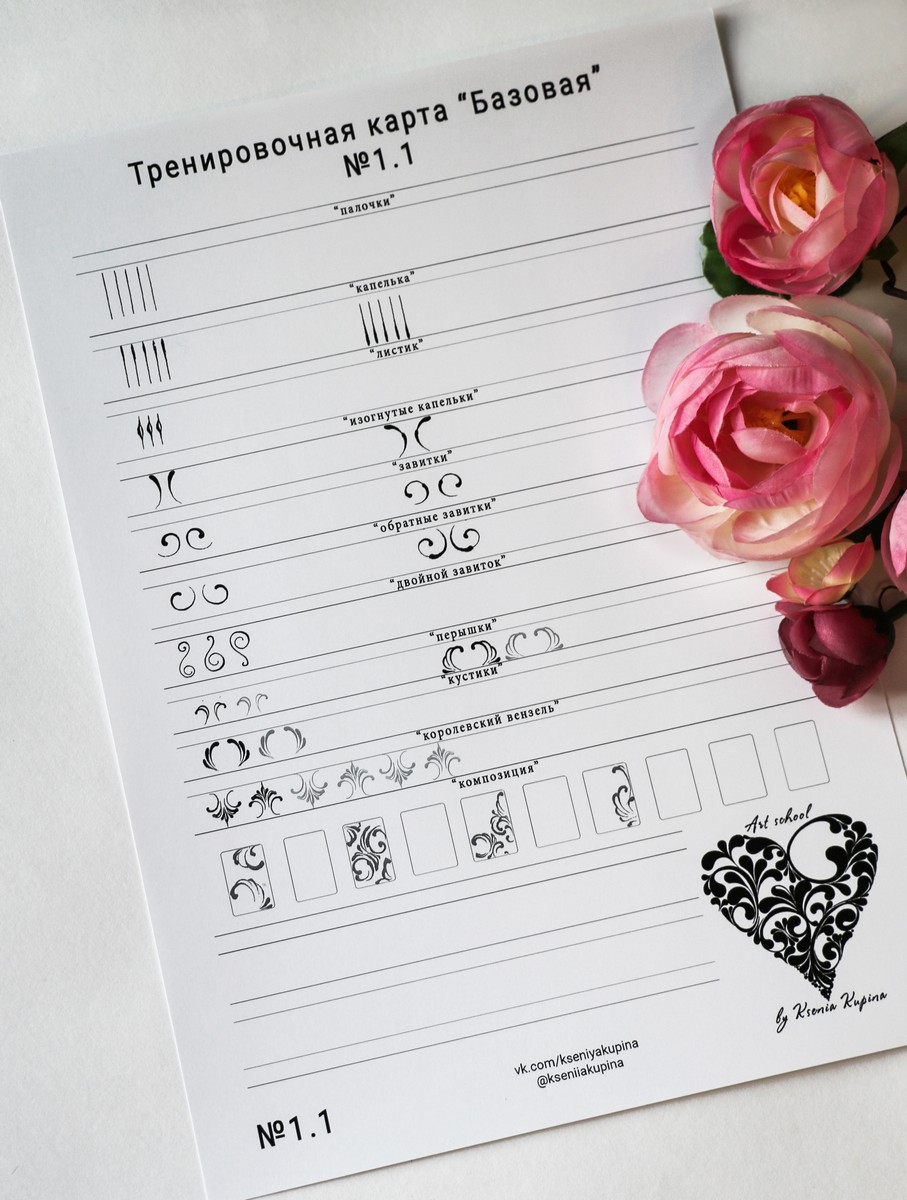 Тренировочная карта “Базовая”
№1.1
“палочки”
“капелька”
“листик”
“изогнутые капельки”
“завитки”
“обратные завитки”
“двойной завиток”
“перышки”
“кустики”
“королевский вензель”
“композиция”
Art school
by Ksenia Kupina
vk.com/kseniyakupina
@kseniiakupina
№1.1